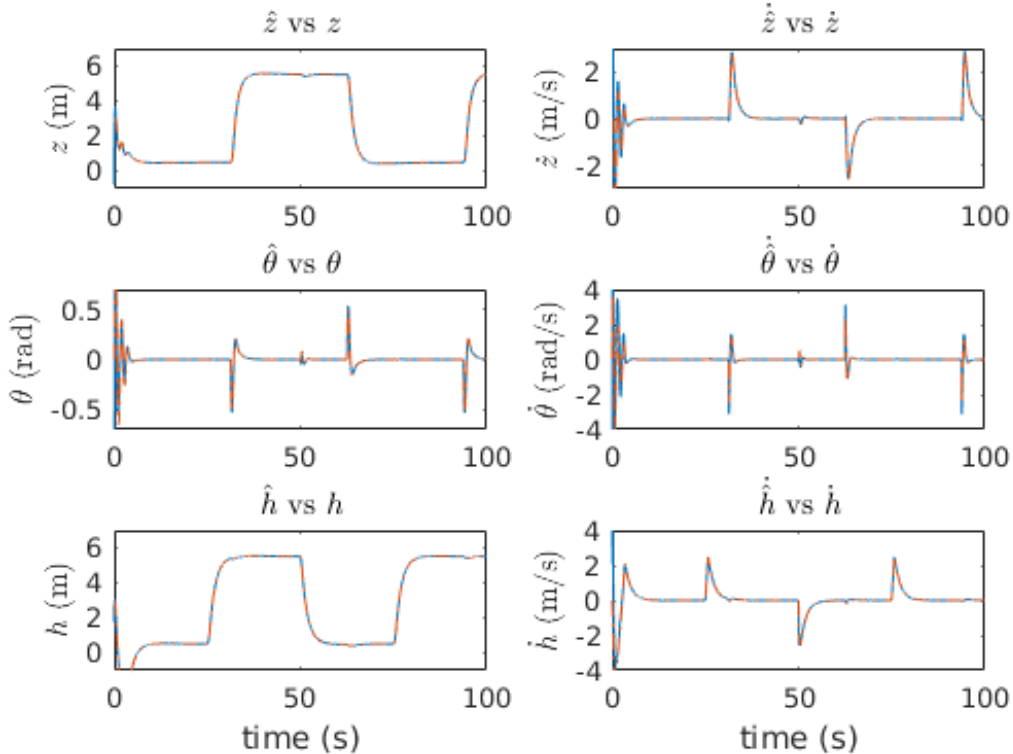 ẑ vs z
z (m)
6
4
2
0
0 50 100
ẑ̇ vs ż
ż (m/s)
2
0
-2
0 50 100
θ̂ vs θ
θ (rad)
0.5
0
-0.5
0 50 100
θ̂̇ vs θ̇
θ̇ (rad/s)
4
2
0
-2
-4
0 50 100
ĥ vs h
h (m)
6
4
2
0
0 50 100
time (s)
ĥ̇ vs ḣ
ḣ (m/s)
4
2
0
-2
-4
0 50 100
time (s)